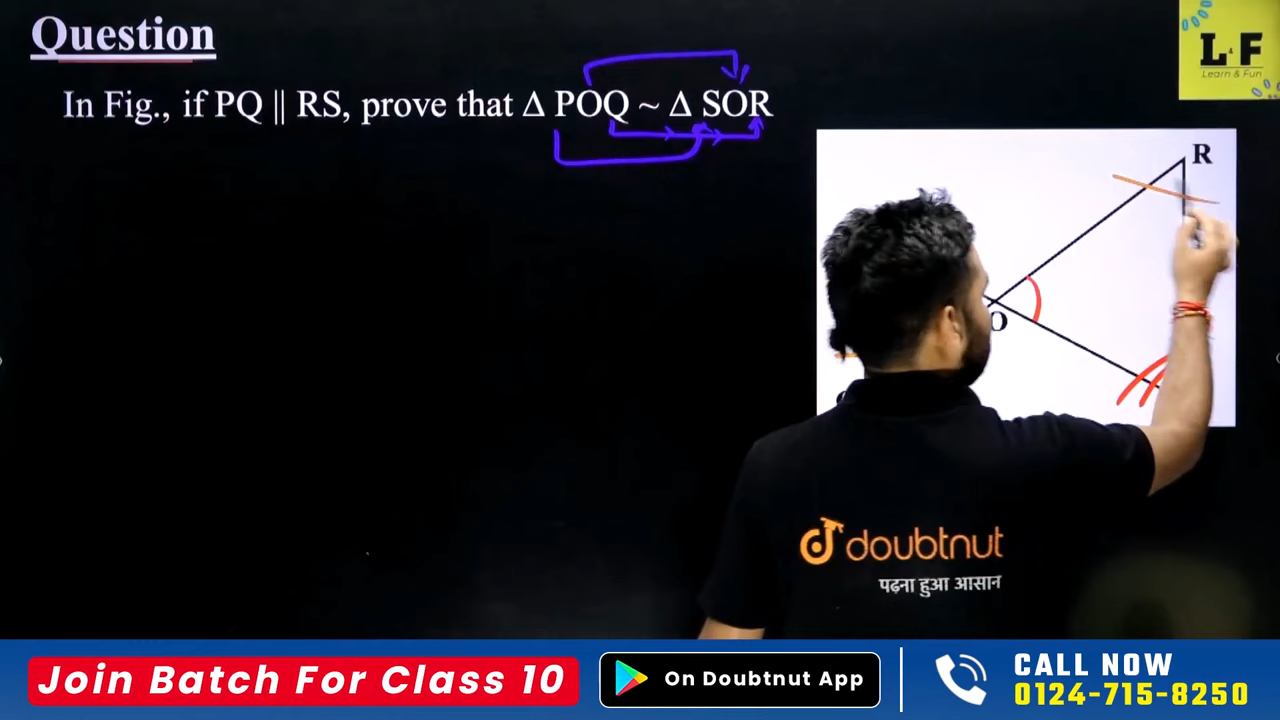 Question
L&F
Learn & Fun
In Fig., if PQ || RS, prove that Δ POQ ~ Δ SOR
R
O
doubtnut
पढ़ना हुआ आसान
Join Batch For Class 10
On Doubtnut App
CALL NOW
0124-715-8250